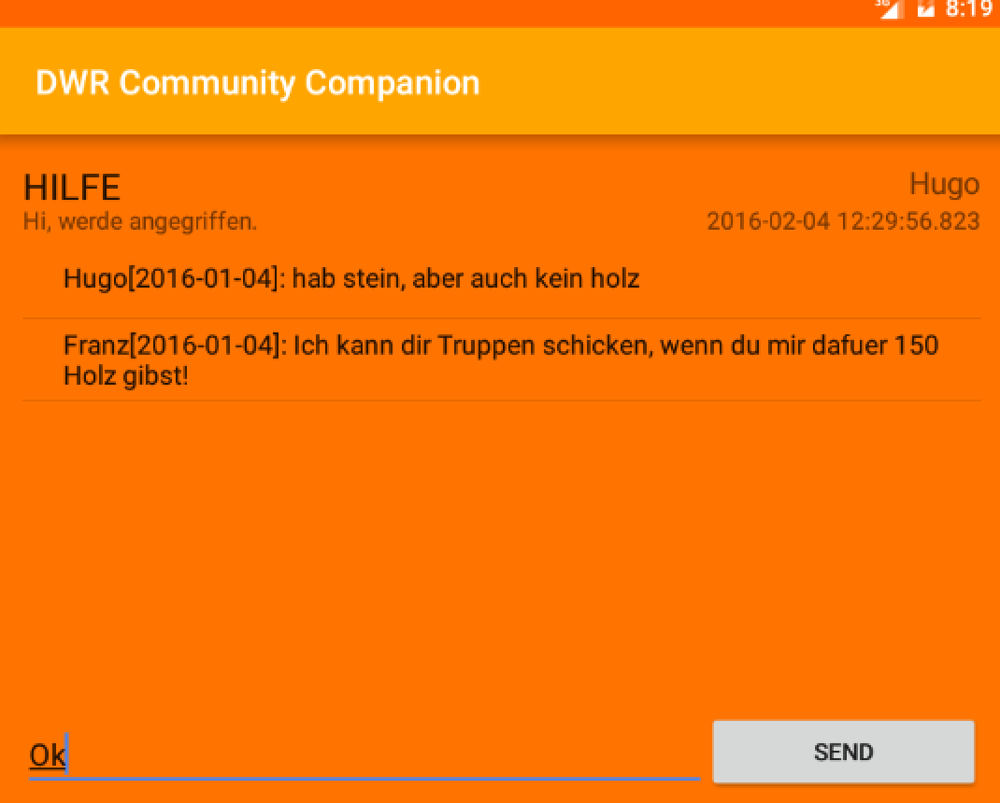 3G 8:19
DWR Community Companion
HILFE
Hugo
Hi, werde angegriffen.
2016-02-04 12:29:56.823
Hugo[2016-01-04]: hab stein, aber auch kein holz
Franz[2016-01-04]: Ich kann dir Truppen schicken, wenn du mir dafuer 150
Holz gibst!
Ok
SEND